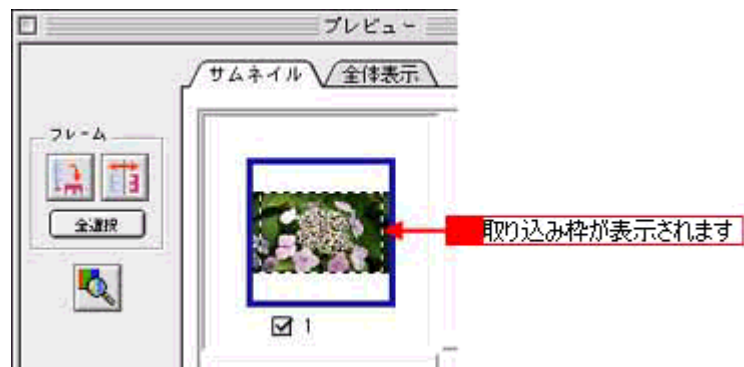 プレビュー
サムネイル
全体表示
フレーム
全選択
取り込み枠が表示されます
1